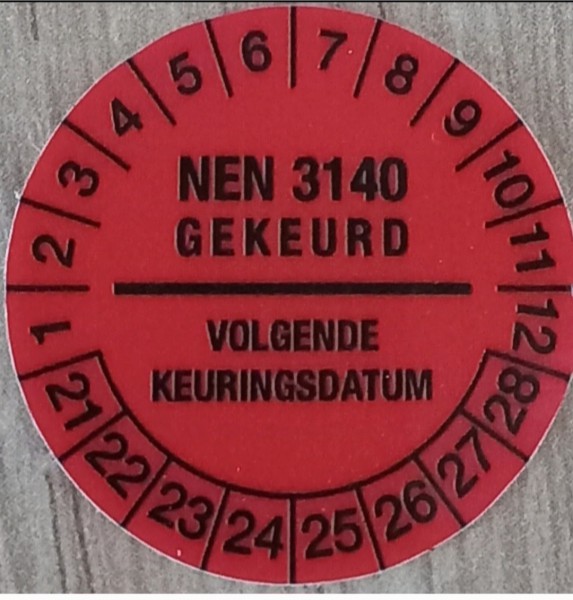 1 2 3 4 5 6 7 8 9 10 11 12
NEN 3140
GEKEURD
VOLGENDE
KEURINGSDATUM
21 22 23 24 25 26 27 28